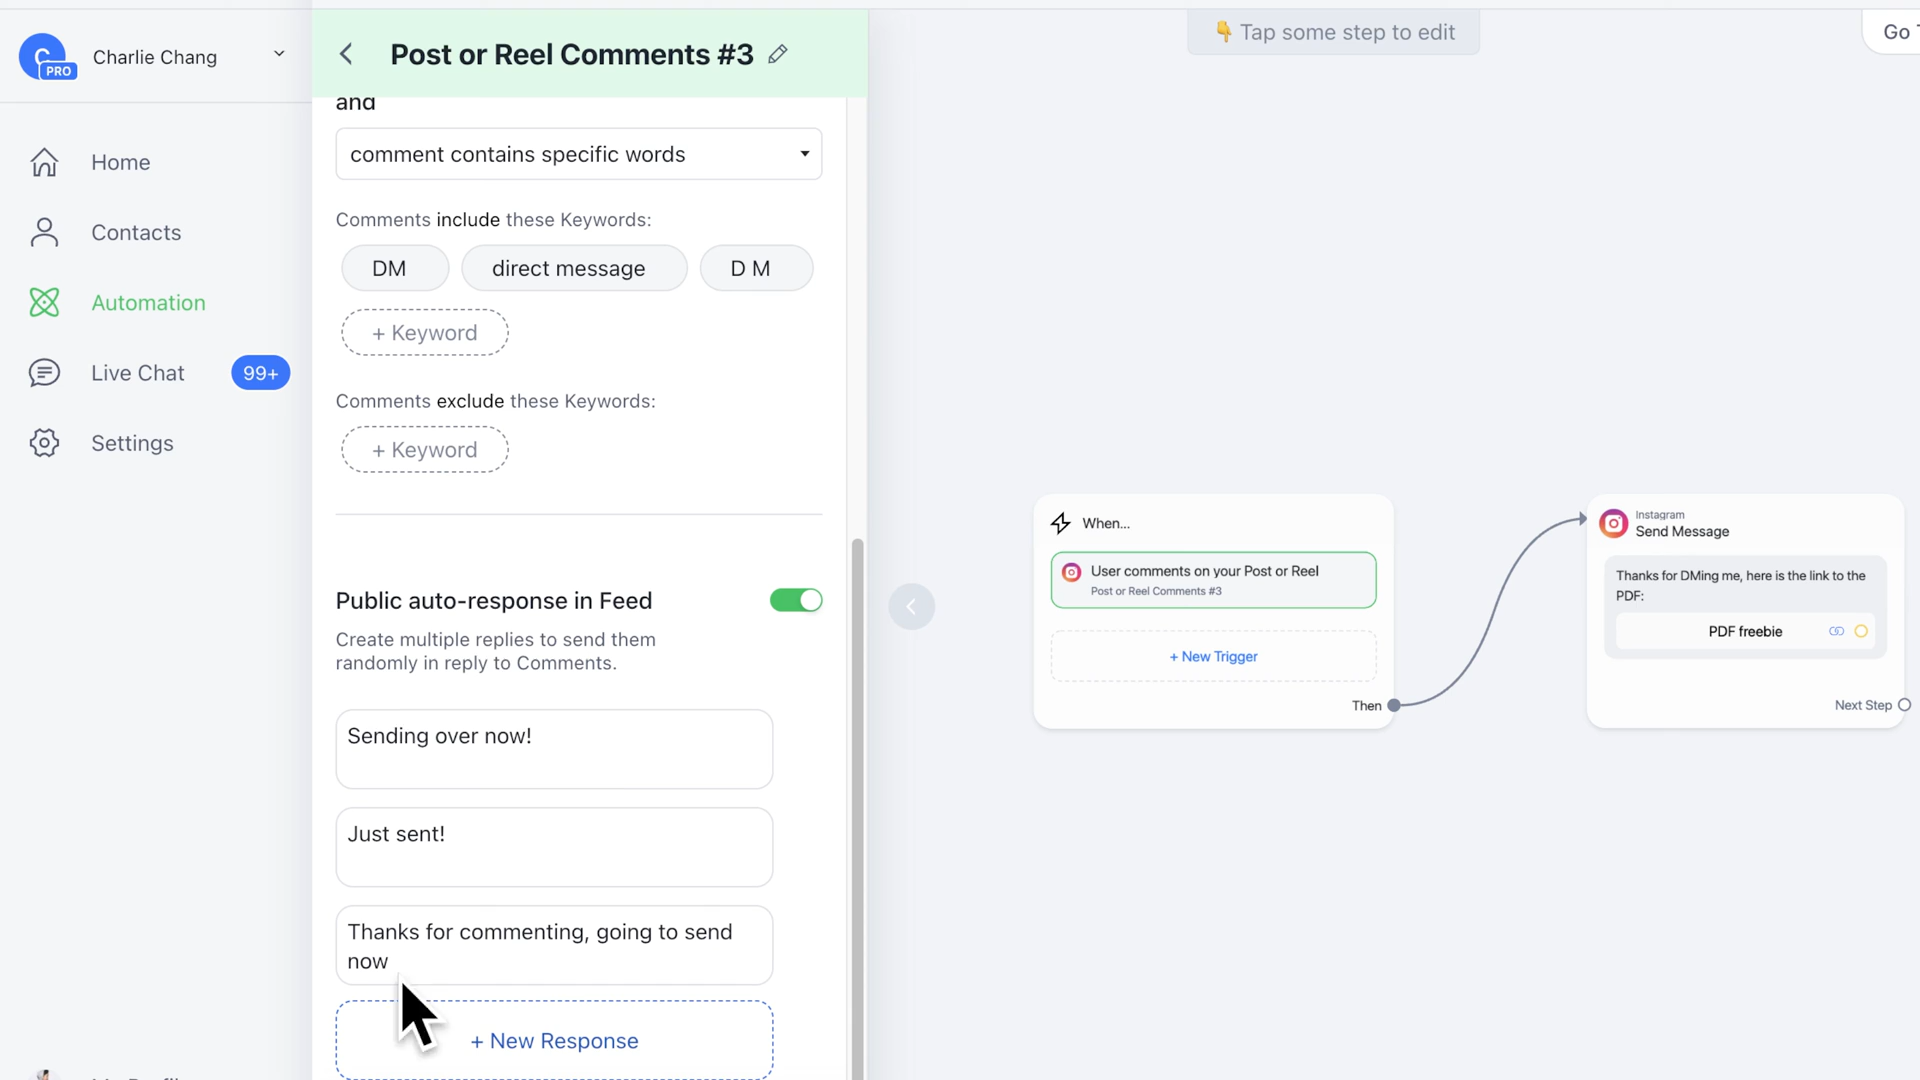 C
PRO
Charlie Chang
Home
Contacts
Automation
Live Chat
99+
Settings
Post or Reel Comments #3
and
comment contains specific words
Comments include these Keywords:
DM
direct message
D M
+ Keyword
Comments exclude these Keywords:
+ Keyword
Public auto-response in Feed
Create multiple replies to send them
randomly in reply to Comments.
Sending over now!
Just sent!
Thanks for commenting, going to send
now
+ New Response
👇 Tap some step to edit
Go
When...
User comments on your Post or Reel
Post or Reel Comments #3
+ New Trigger
Then
Instagram
Send Message
Thanks for DMing me, here is the link to the
PDF:
PDF freebie
Next Step